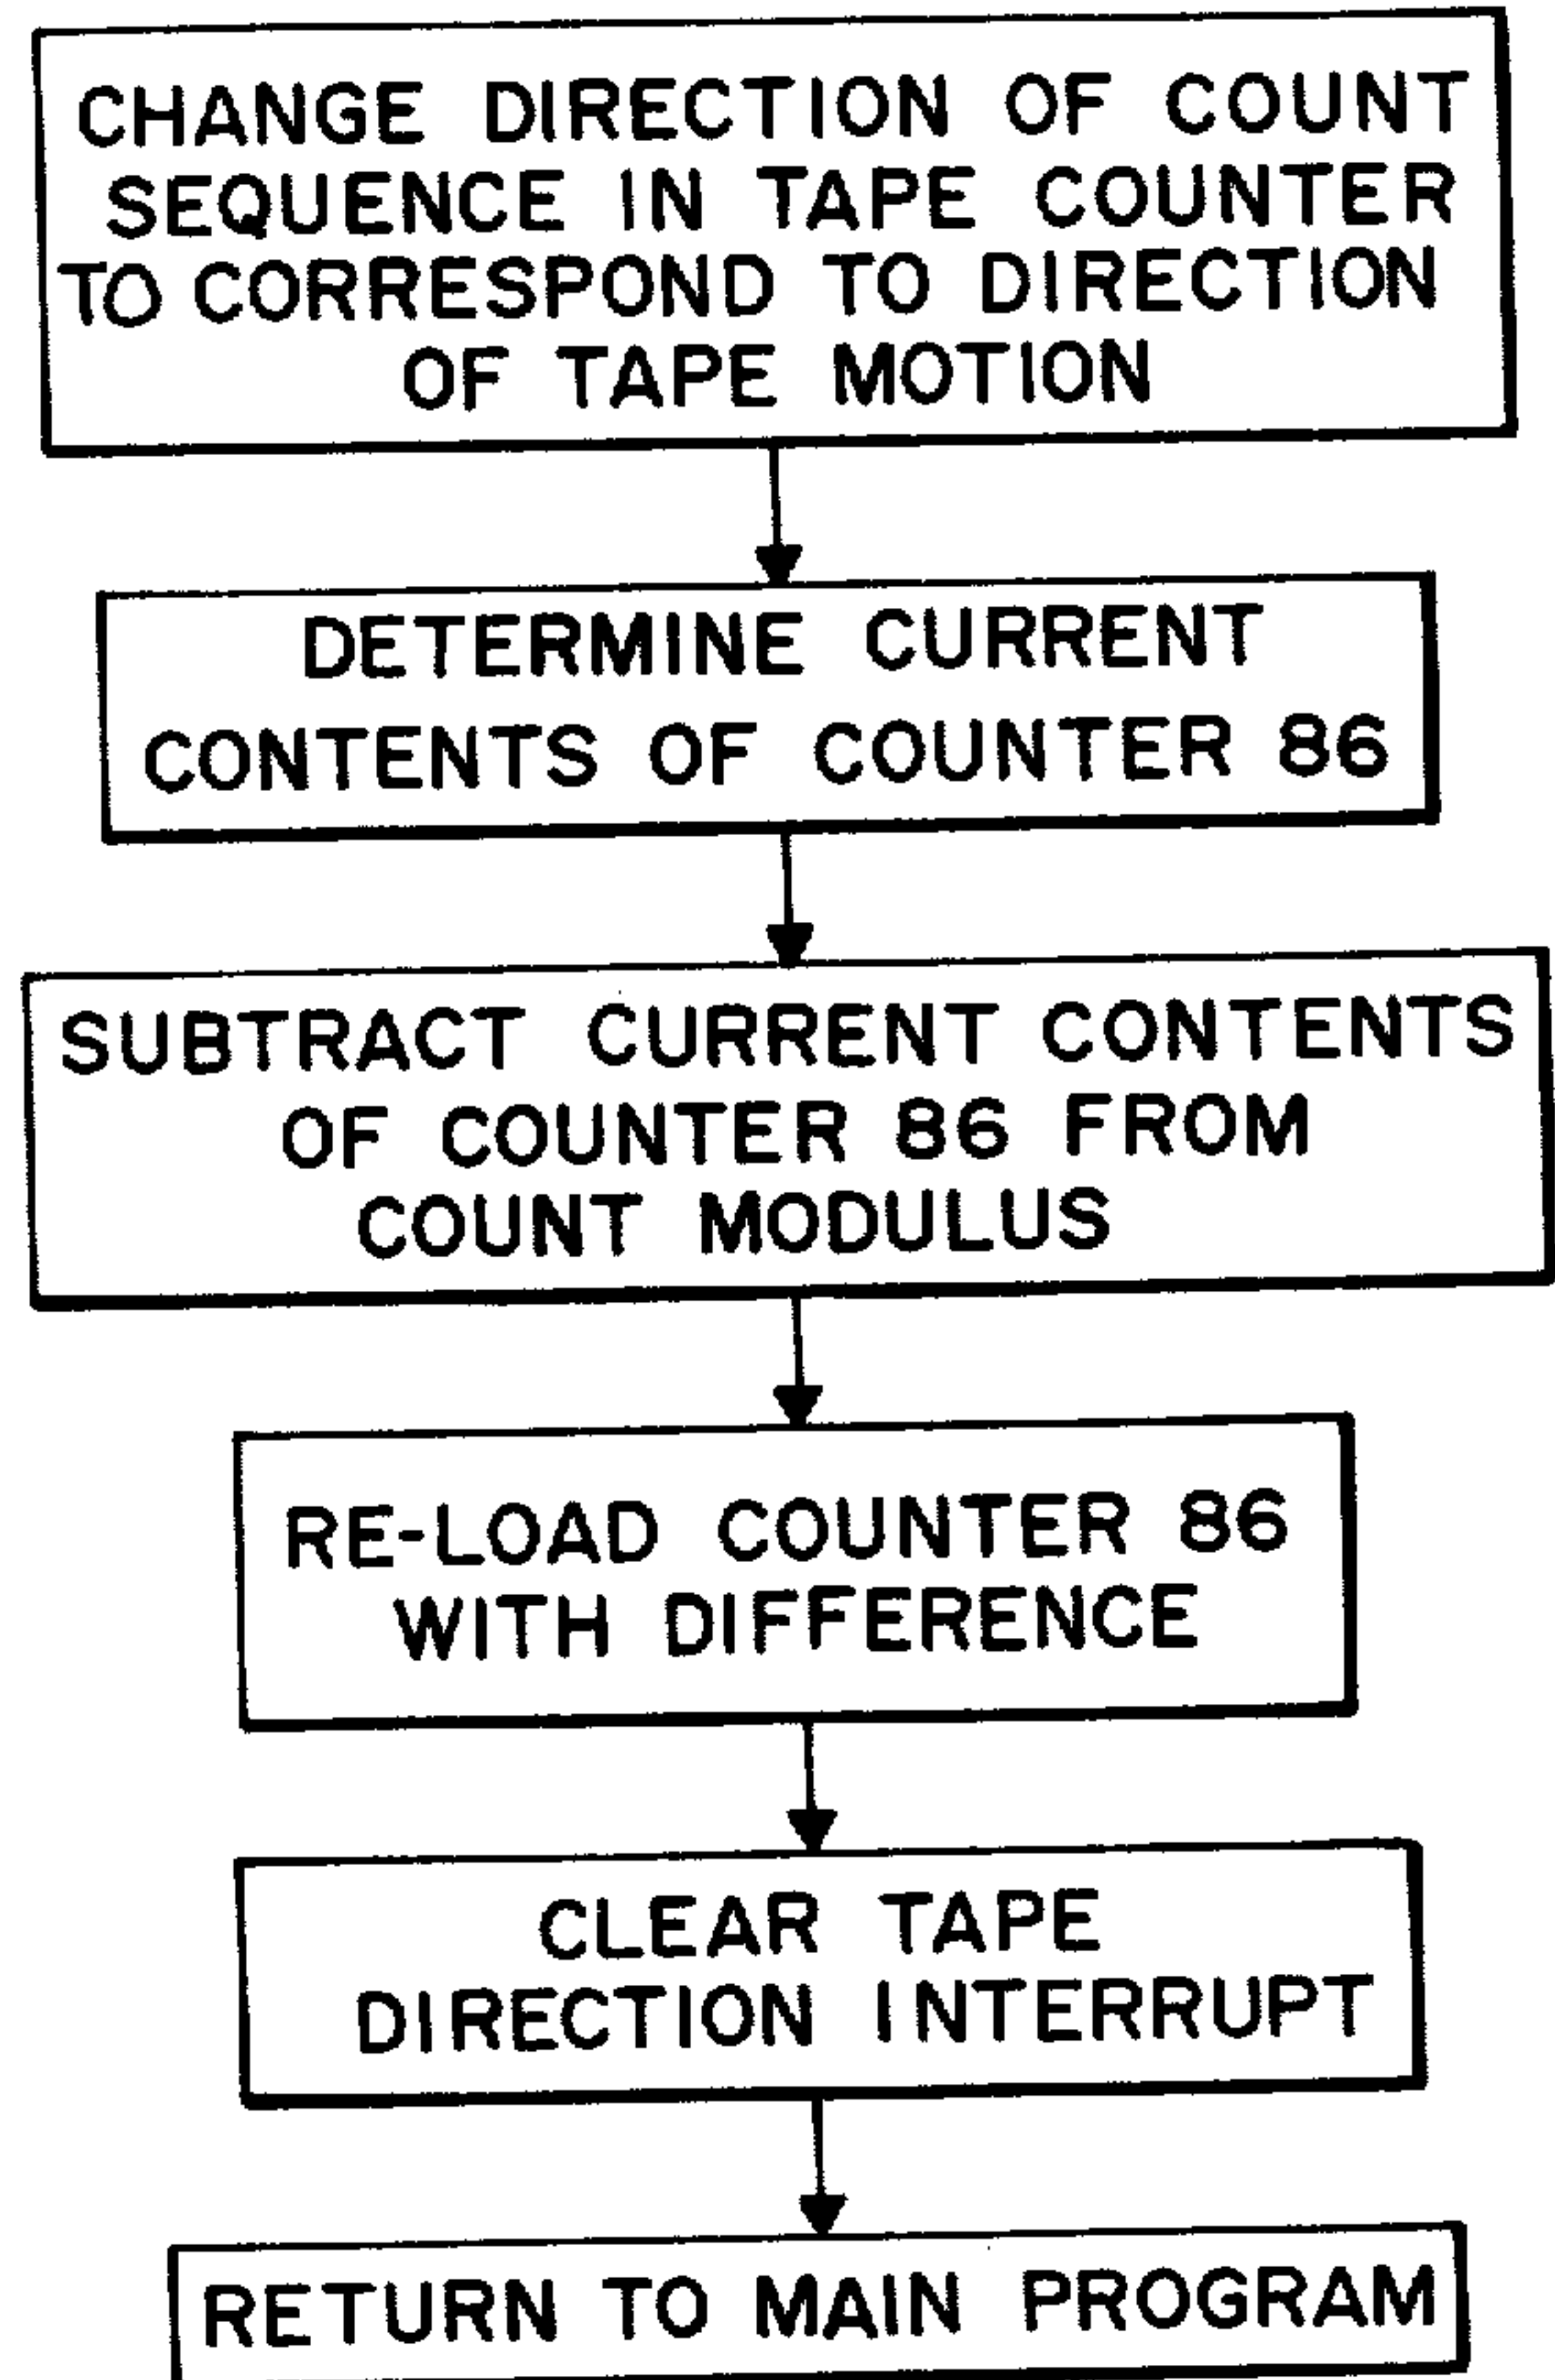 CHANGE DIRECTION OF COUNT
SEQUENCE IN TAPE COUNTER
TO CORRESPOND TO DIRECTION
OF TAPE MOTION
DETERMINE CURRENT
CONTENTS OF COUNTER 86
SUBTRACT CURRENT CONTENTS
OF COUNTER 86 FROM
COUNT MODULUS
RE-LOAD COUNTER 86
WITH DIFFERENCE
CLEAR TAPE
DIRECTION INTERRUPT
RETURN TO MAIN PROGRAM